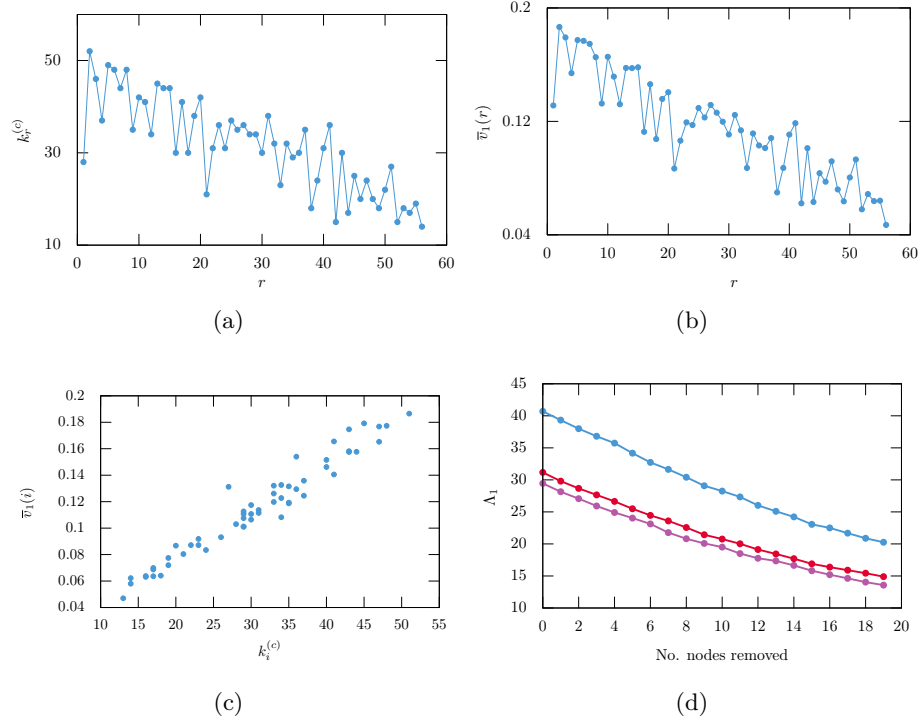 50
30
10
k_r^{(c)}
0 10 20 30 40 50 60
r
(a)
0.2
0.12
0.04
v̅₁(r)
0 10 20 30 40 50 60
r
(b)
0.2
0.18
0.16
0.14
0.12
0.1
0.08
0.06
0.04
v̅₁(i)
10 15 20 25 30 35 40 45 50 55
k_i^{(c)}
(c)
45
40
35
30
25
20
15
10
Λ₁
0 2 4 6 8 10 12 14 16 18 20
No. nodes removed
(d)